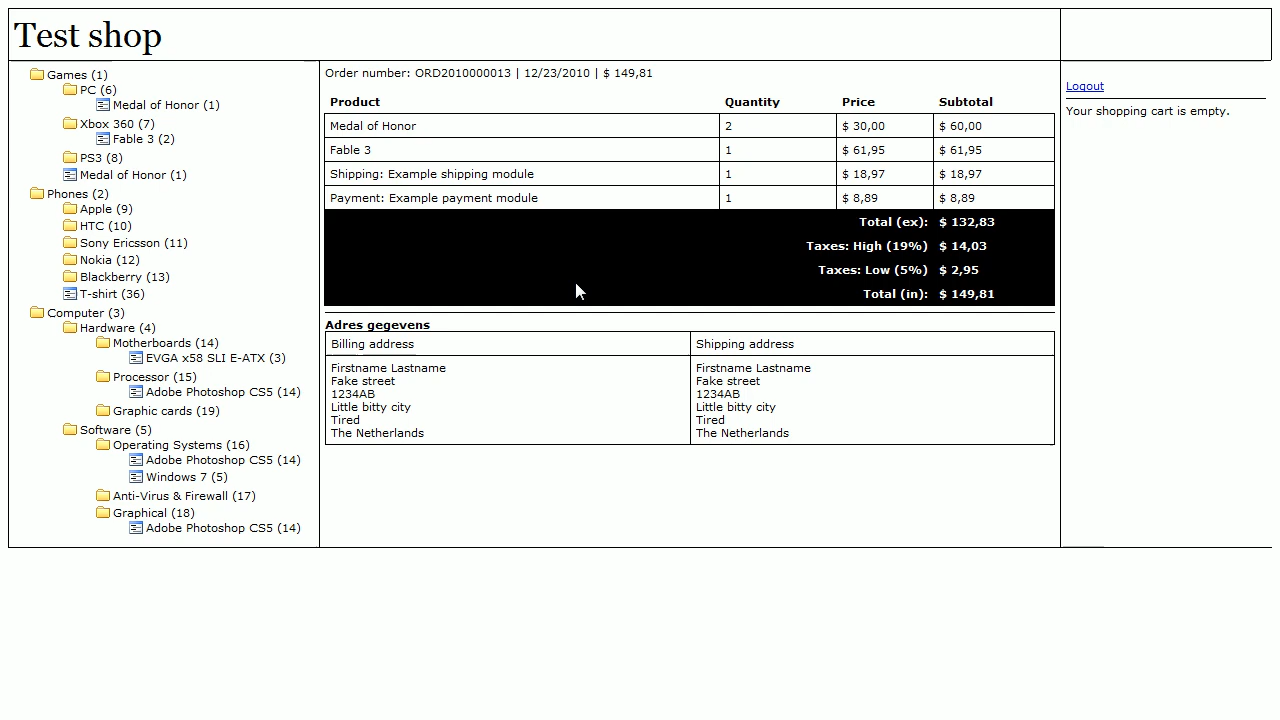 Test shop
Games (1)
PC (6)
Medal of Honor (1)
Xbox 360 (7)
Fable 3 (2)
PS3 (8)
Medal of Honor (1)
Phones (2)
Apple (9)
HTC (10)
Sony Ericsson (11)
Nokia (12)
Blackberry (13)
T-shirt (36)
Computer (3)
Hardware (4)
Motherboards (14)
EVGA x58 SLI E-ATX (3)
Processor (15)
Adobe Photoshop CS5 (14)
Graphic cards (19)
Software (5)
Operating Systems (16)
Adobe Photoshop CS5 (14)
Windows 7 (5)
Anti-Virus & Firewall (17)
Graphical (18)
Adobe Photoshop CS5 (14)
Order number: ORD2010000013 | 12/23/2010 | $ 149,81
Product Quantity Price Subtotal
Medal of Honor 2 $ 30,00 $ 60,00
Fable 3 1 $ 61,95 $ 61,95
Shipping: Example shipping module 1 $ 18,97 $ 18,97
Payment: Example payment module 1 $ 8,89 $ 8,89
Total (ex): $ 132,83
Taxes: High (19%) $ 14,03
Taxes: Low (5%) $ 2,95
Total (in): $ 149,81
Adres gegevens
Billing address Shipping address
Firstname Lastname Firstname Lastname
Fake street Fake street
1234AB 1234AB
Little bitty city Little bitty city
Tired Tired
The Netherlands The Netherlands
Logout
Your shopping cart is empty.